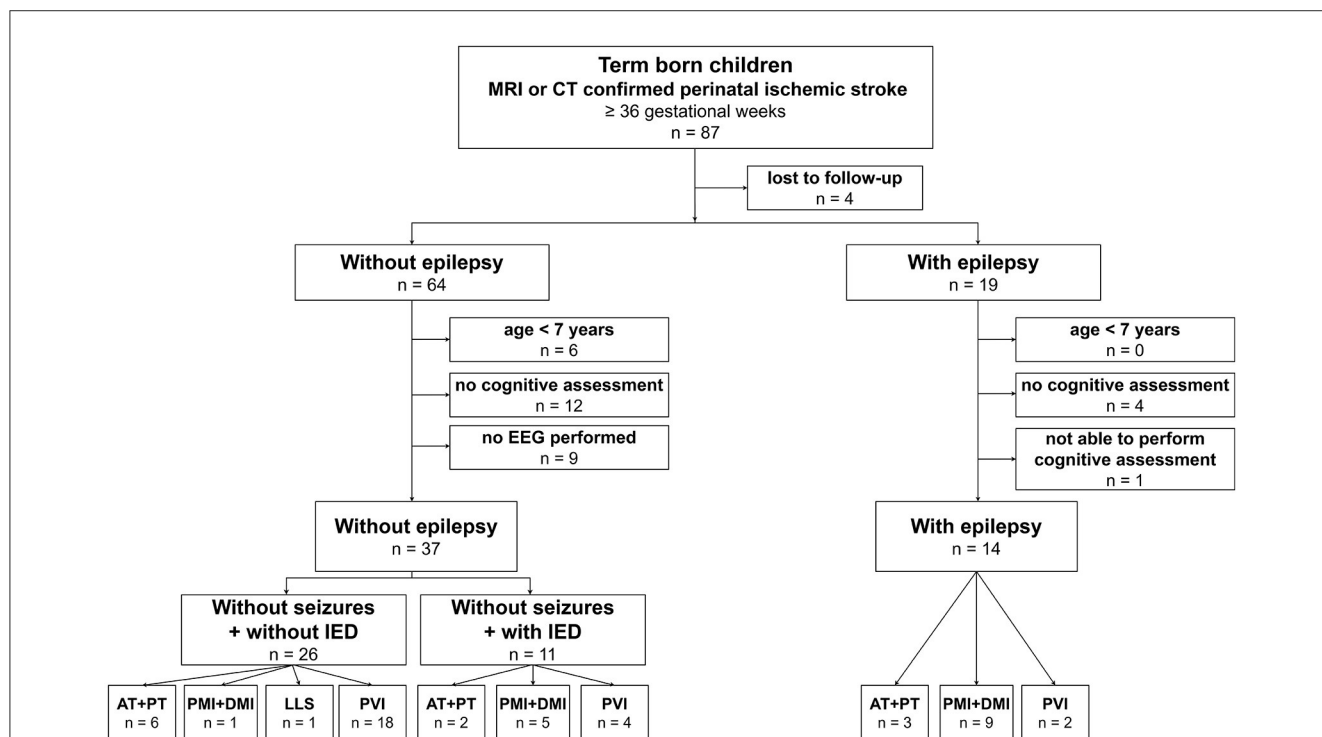 Term born children
MRI or CT confirmed perinatal ischemic stroke
≥ 36 gestational weeks
n = 87
lost to follow-up
n = 4
Without epilepsy
n = 64
With epilepsy
n = 19
age < 7 years
n = 6
age < 7 years
n = 0
no cognitive assessment
n = 12
no cognitive assessment
n = 4
no EEG performed
n = 9
not able to perform
cognitive assessment
n = 1
Without epilepsy
n = 37
With epilepsy
n = 14
Without seizures
+ without IED
n = 26
Without seizures
+ with IED
n = 11
AT+PT
n = 6
PMI+DMI
n = 1
LLS
n = 1
PVI
n = 18
AT+PT
n = 2
PMI+DMI
n = 5
PVI
n = 4
AT+PT
n = 3
PMI+DMI
n = 9
PVI
n = 2